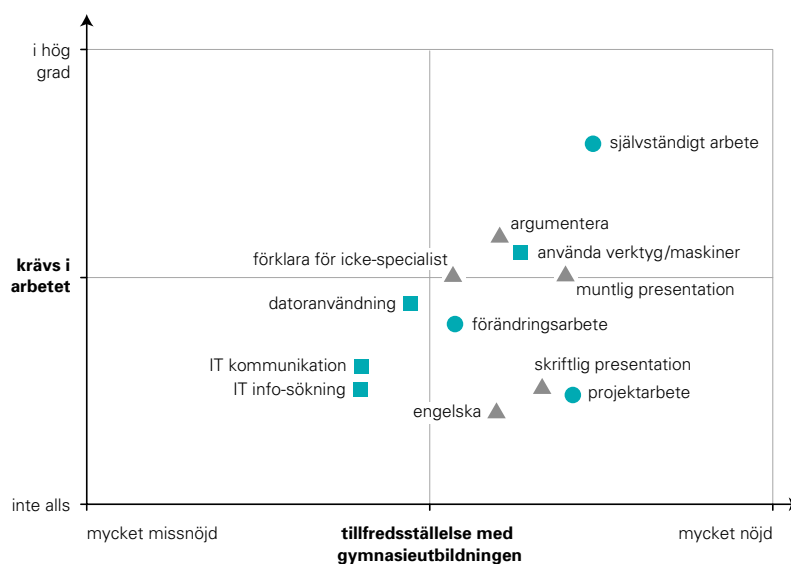 i hög
grad
självständigt arbete
argumentera
använda verktyg/maskiner
förklara för icke-specialist
krävs i
arbetet
muntlig presentation
datoranvändning
förändringsarbete
IT kommunikation
skriftlig presentation
IT info-sökning
projektarbete
engelska
inte alls
mycket missnöjd
tillfredsställelse med
gymnasieutbildningen
mycket nöjd